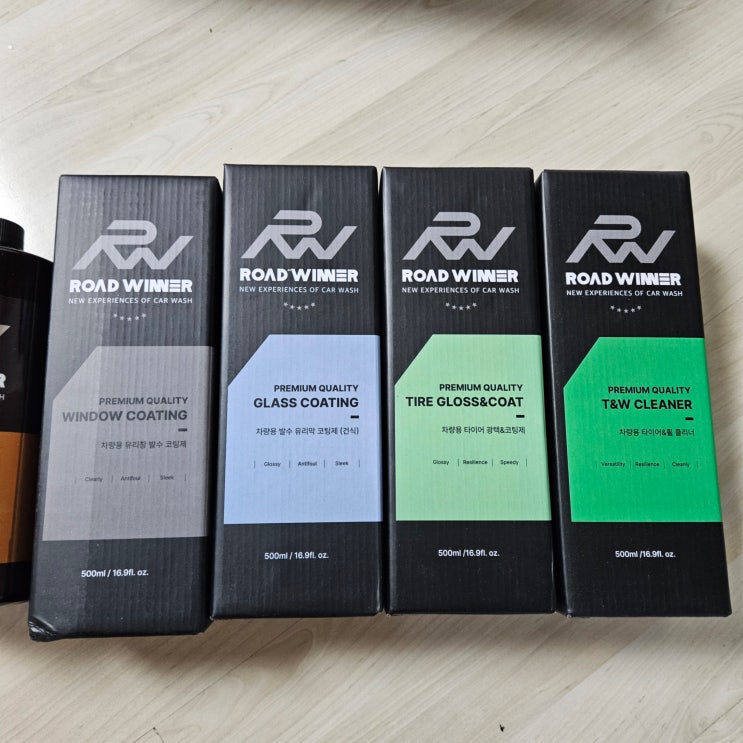 RW
ROAD WINNER
NEW EXPERIENCES OF CAR WASH
PREMIUM QUALITY
WINDOW COATING
차량용 유리창 발수 코팅제
Clearly | Antifoul | Sleek
500ml / 16.9fl. oz.
RW
ROAD WINNER
NEW EXPERIENCES OF CAR WASH
PREMIUM QUALITY
GLASS COATING
차량용 발수 유리막 코팅제 (건식)
Glossy | Antifoul | Sleek
500ml / 16.9fl. oz.
RW
ROAD WINNER
NEW EXPERIENCES OF CAR WASH
PREMIUM QUALITY
TIRE GLOSS&COAT
차량용 타이어 광택&코팅제
Glossy | Resilience | Speedy
500ml / 16.9fl. oz.
RW
ROAD WINNER
NEW EXPERIENCES OF CAR WASH
PREMIUM QUALITY
T&W CLEANER
차량용 타이어&휠 클리너
Versatility | Resilience | Cleanly
500ml / 16.9fl. oz.